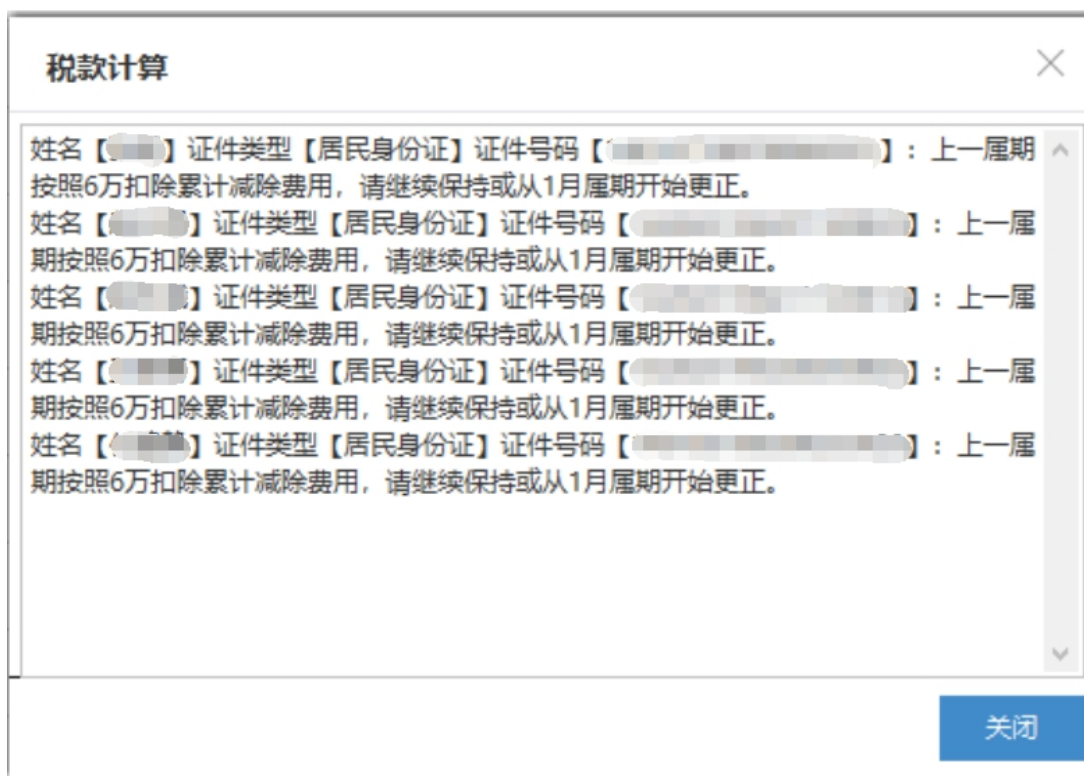 税款计算
姓名【】证件类型【居民身份证】证件号码【】：上一属期
按照6万扣除累计减除费用，请继续保持或从1月属期开始更正。
姓名【】证件类型【居民身份证】证件号码【】：上一属
期按照6万扣除累计减除费用，请继续保持或从1月属期开始更正。
姓名【】证件类型【居民身份证】证件号码【】：上一属
期按照6万扣除累计减除费用，请继续保持或从1月属期开始更正。
姓名【】证件类型【居民身份证】证件号码【】：上一属
期按照6万扣除累计减除费用，请继续保持或从1月属期开始更正。
姓名【】证件类型【居民身份证】证件号码【】：上一属
期按照6万扣除累计减除费用，请继续保持或从1月属期开始更正。
关闭